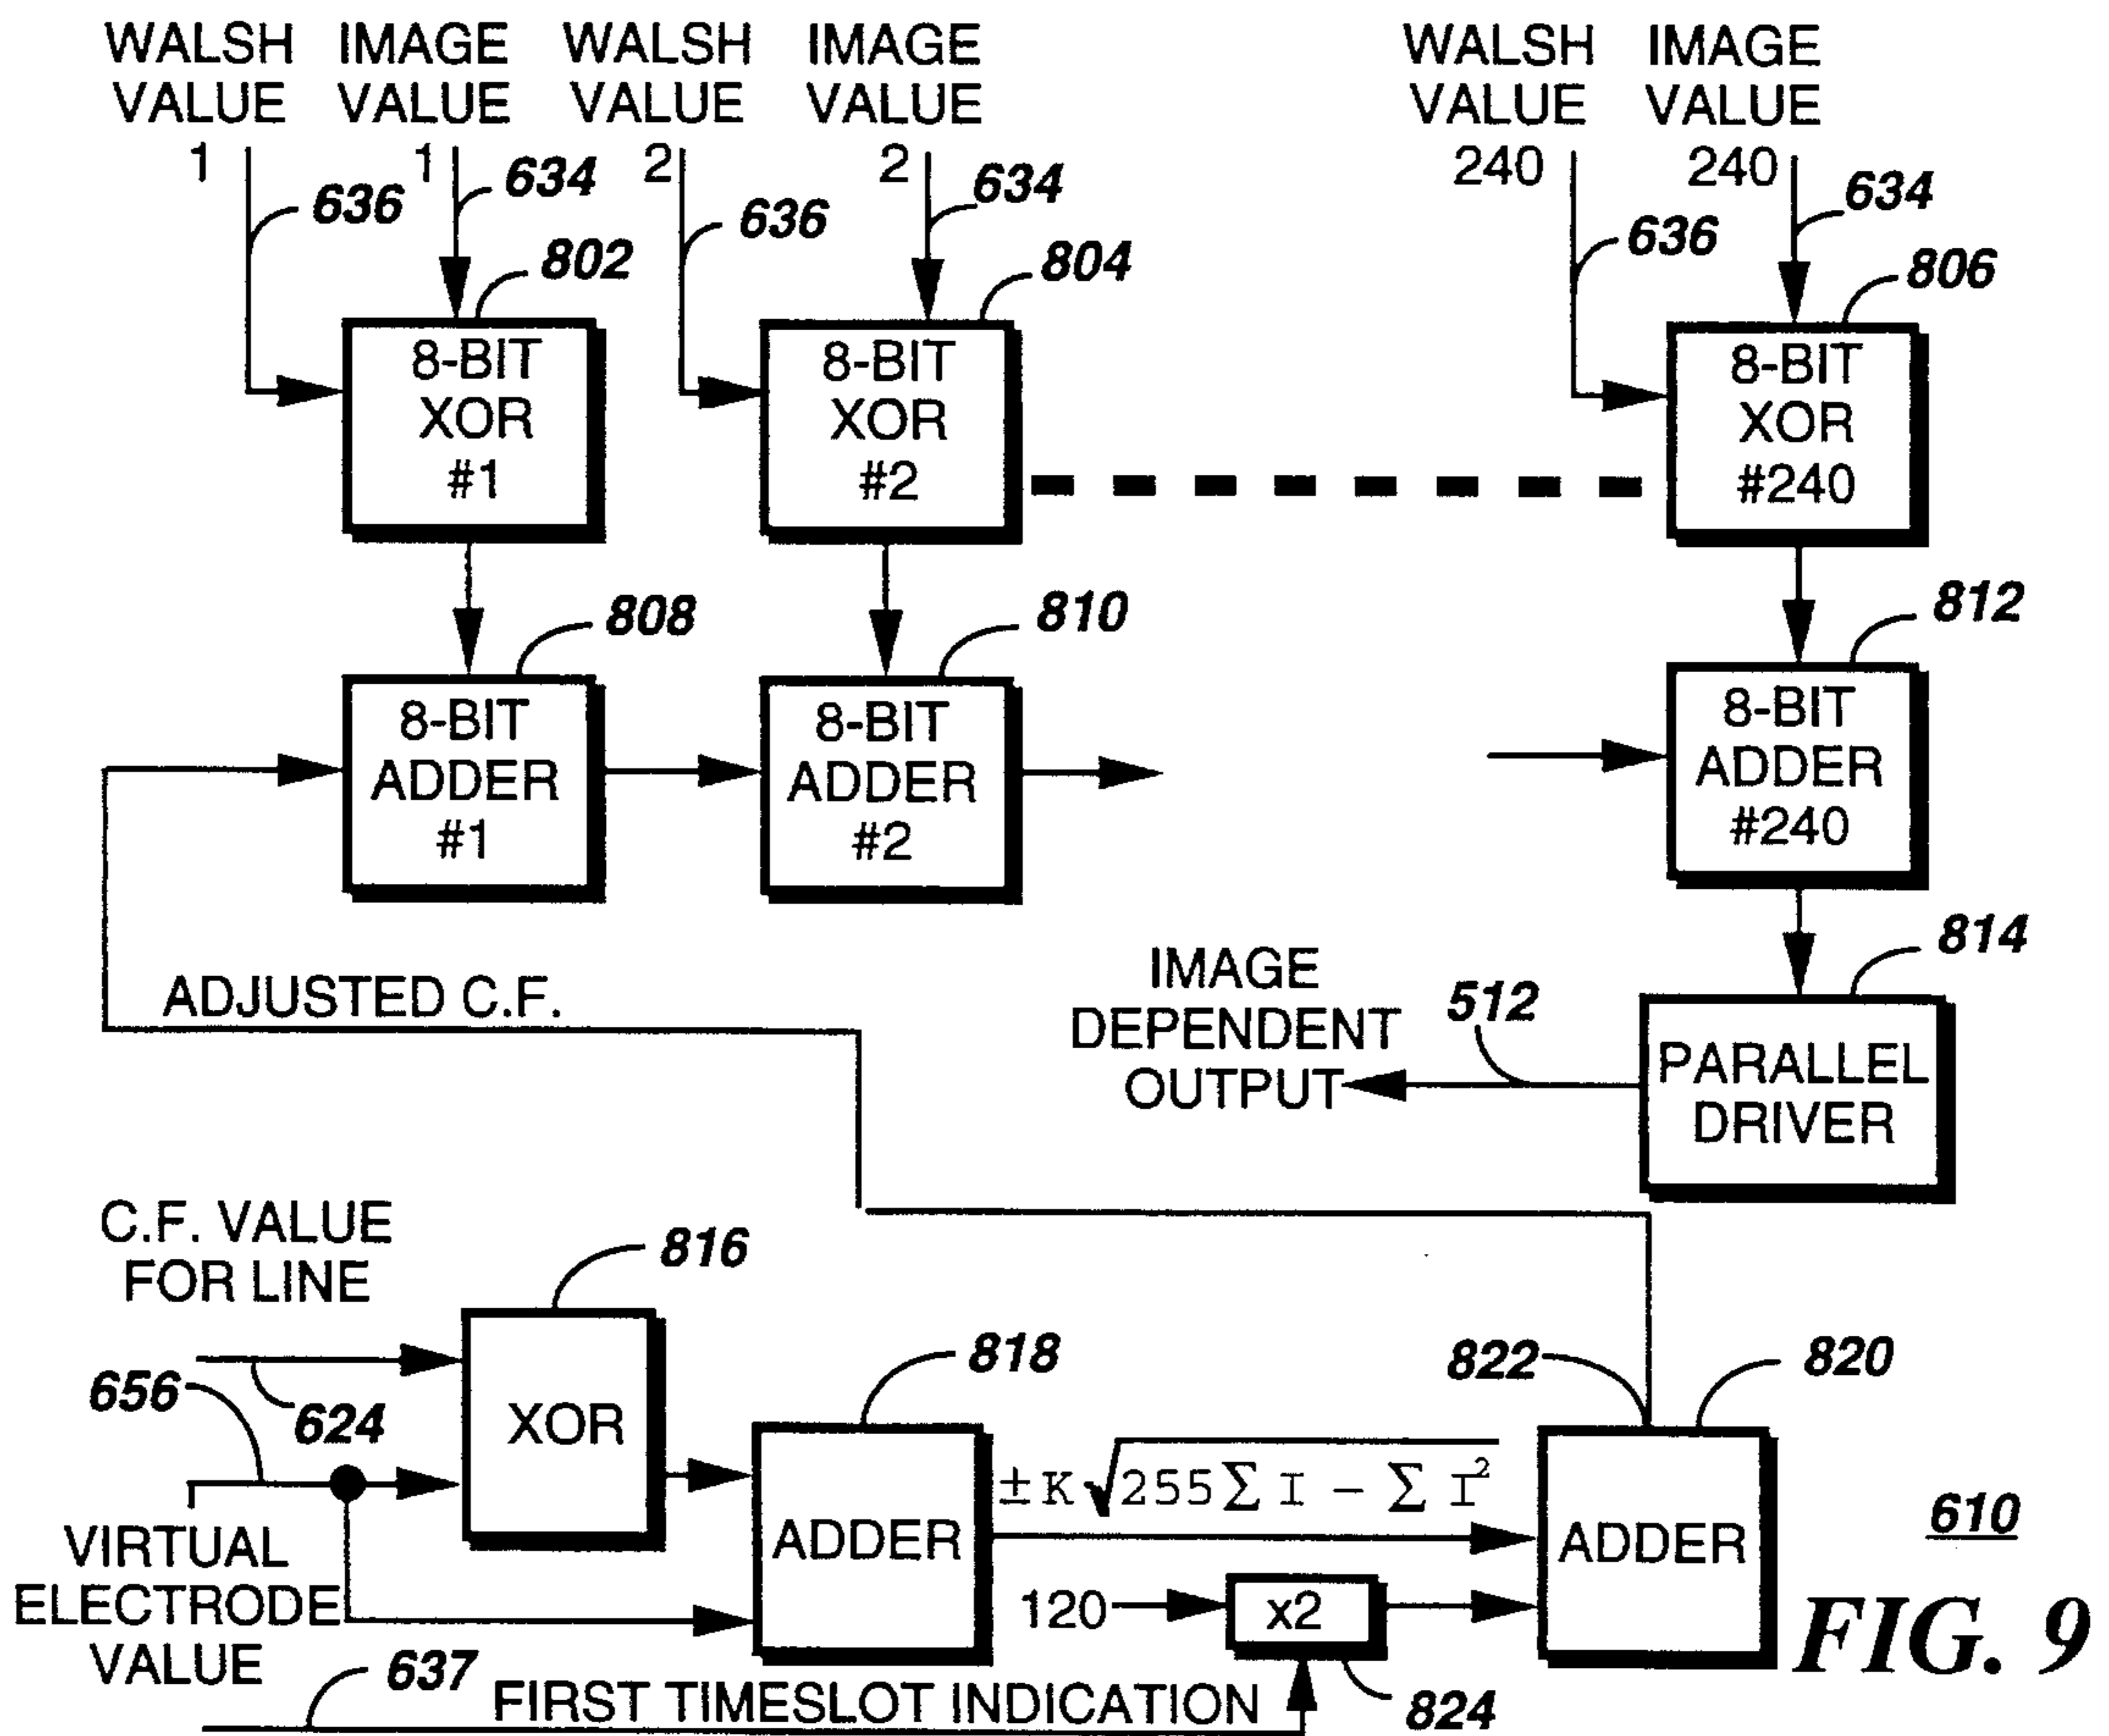 WALSH VALUE 1
IMAGE VALUE 1
WALSH VALUE 2
IMAGE VALUE 2
WALSH VALUE 240
IMAGE VALUE 240
636
634
636
634
636
634
802
804
806
8-BIT XOR #1
8-BIT XOR #2
8-BIT XOR #240
808
810
812
8-BIT ADDER #1
8-BIT ADDER #2
8-BIT ADDER #240
814
ADJUSTED C.F.
IMAGE DEPENDENT OUTPUT
512
PARALLEL DRIVER
C.F. VALUE FOR LINE
816
818
822
820
656
624
XOR
±K√255∑ I − ∑ I²
ADDER
ADDER
610
VIRTUAL ELECTRODE VALUE
120
x2
FIG. 9
637
FIRST TIMESLOT INDICATION
824